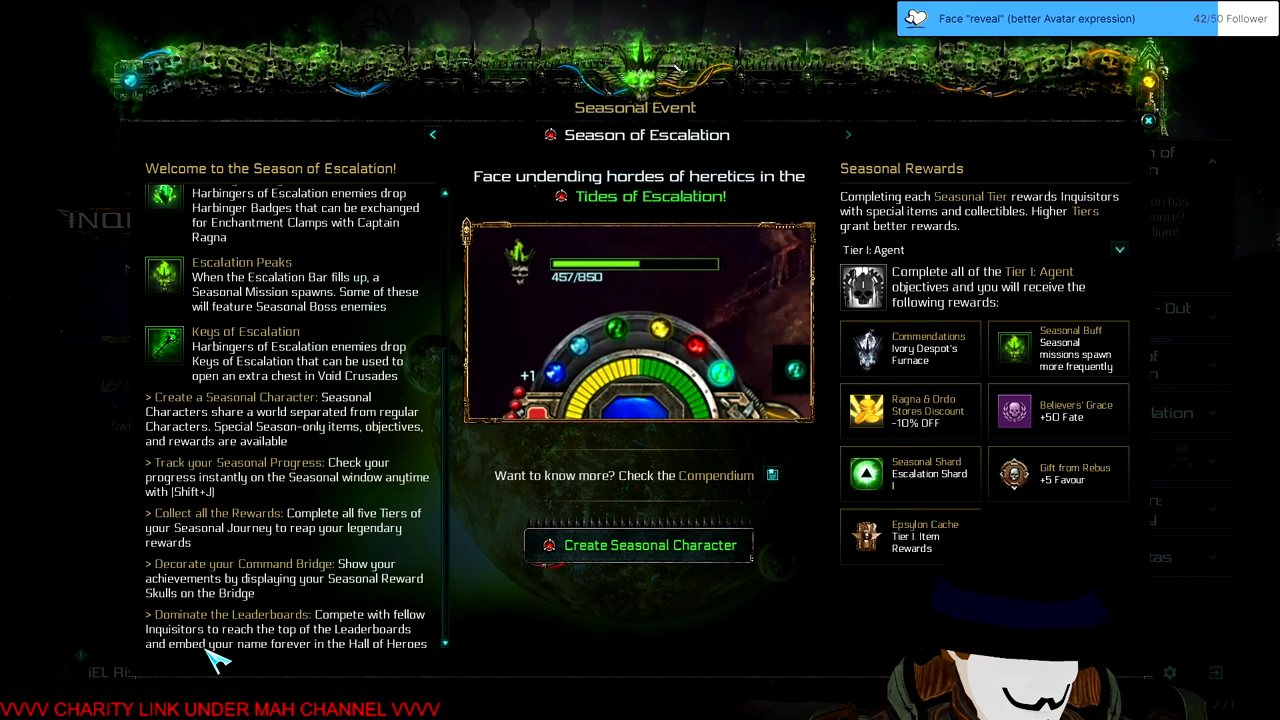 Face "reveal" (better Avatar expression)
42/50 Follower
Seasonal Event
Season of Escalation
Welcome to the Season of Escalation!
Harbingers of Escalation enemies drop
Harbinger Badges that can be exchanged
for Enchantment Clamps with Captain
Ragna
Escalation Peaks
When the Escalation Bar fills up, a
Seasonal Mission spawns. Some of these
will feature Seasonal Boss enemies
Keys of Escalation
Harbingers of Escalation enemies drop
Keys of Escalation that can be used to
open an extra chest in Void Crusades
> Create a Seasonal Character: Seasonal
Characters share a world separated from regular
Characters. Special Season-only items, objectives,
and rewards are available
> Track your Seasonal Progress: Check your
progress instantly on the Seasonal window anytime
with [Shift+J]
> Collect all the Rewards: Complete all five Tiers of
your Seasonal Journey to reap your legendary
rewards
> Decorate your Command Bridge: Show your
achievements by displaying your Seasonal Reward
Skulls on the Bridge
> Dominate the Leaderboards: Compete with fellow
Inquisitors to reach the top of the Leaderboards
and embed your name forever in the Hall of Heroes
Face undending hordes of heretics in the
Tides of Escalation!
457/850
+1
Want to know more? Check the Compendium
Create Seasonal Character
Seasonal Rewards
Completing each Seasonal Tier rewards Inquisitors
with special items and collectibles. Higher Tiers
grant better rewards.
Tier I: Agent
Complete all of the Tier I: Agent
objectives and you will receive the
following rewards:
Commendations
Ivory Despot's
Furnace
Seasonal Buff
Seasonal
missions spawn
more frequently
Ragna & Ordo
Stores Discount
-10% OFF
Believers' Grace
+50 Fate
Seasonal Shard
Escalation Shard
I
Gift from Rebus
+5 Favour
Epsylon Cache
Tier I. Item
Rewards
- Out
VVVV CHARITY LINK UNDER MAH CHANNEL VVVV